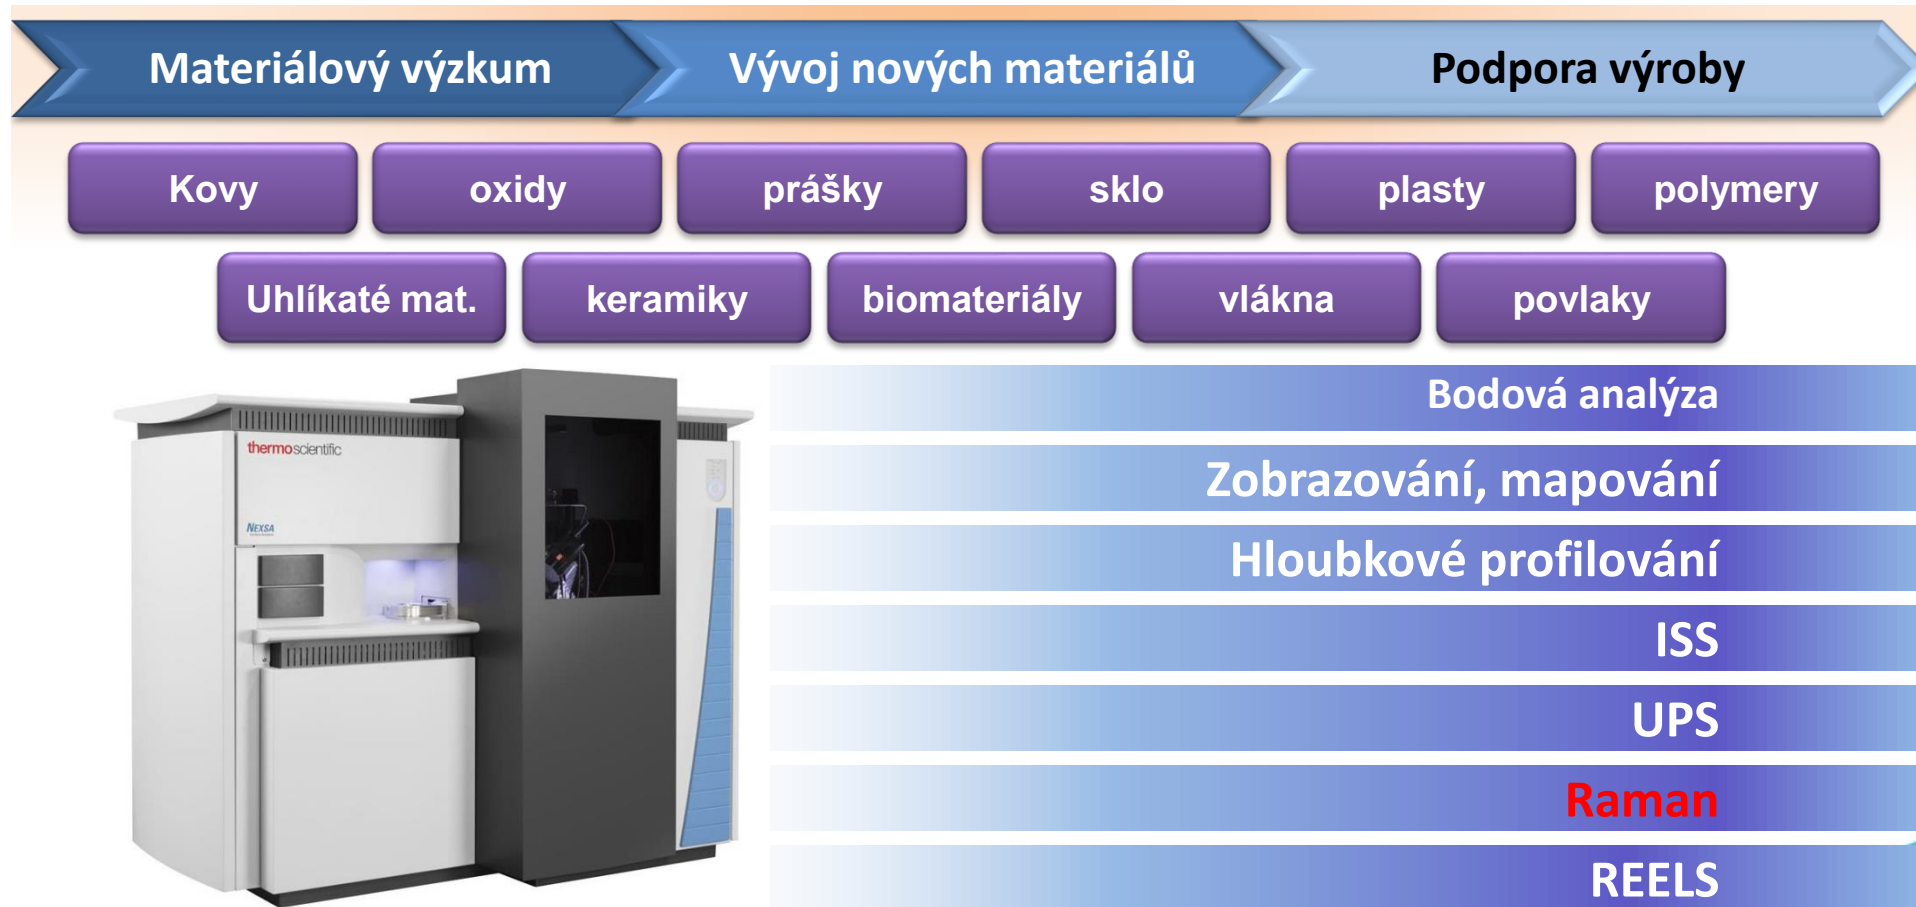 Materiálový výzkum
Vývoj nových materiálů
Podpora výroby
Kovy
oxidy
prášky
sklo
plasty
polymery
Uhlíkaté mat.
keramiky
biomateriály
vlákna
povlaky
thermoscientific
NEXSA
Bodová analýza
Zobrazování, mapování
Hloubkové profilování
ISS
UPS
Raman
REELS